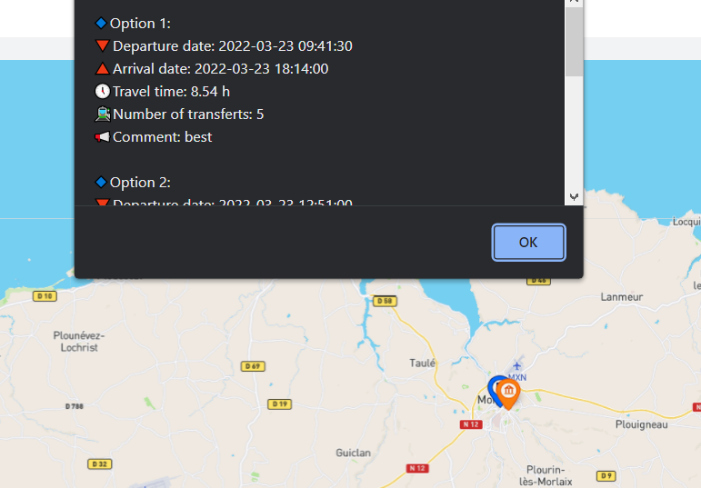 Option 1:
Departure date: 2022-03-23 09:41:30
Arrival date: 2022-03-23 18:14:00
Travel time: 8.54 h
Number of transferts: 5
Comment: best
Option 2:
Departure date: 2022-03-23 12:51:00
OK
Locqui
D 10
D 58
D 46
Lanmeur
Plounévez-
Lochrist
Taulé
D 69
MXN
Mo
D 788
D 19
N 12
Plouigneau
Guiclan
D 32
N 12
Plourin-
lès-Morlaix
D 9